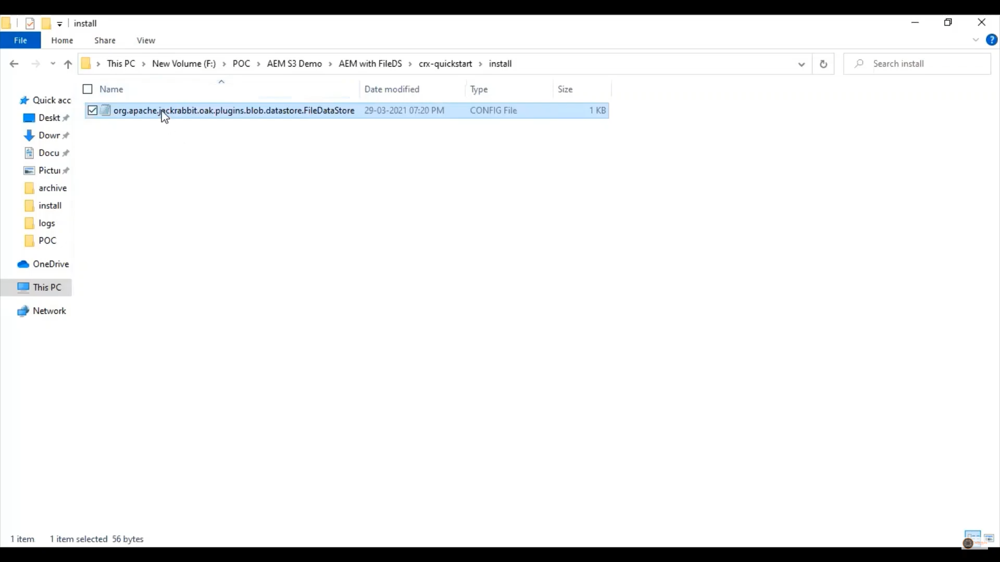 install
File Home Share View
This PC New Volume (F:) POC AEM S3 Demo AEM with FileDS crx-quickstart install
Search install
Name Date modified Type Size
org.apache.jackrabbit.oak.plugins.blob.datastore.FileDataStore 29-03-2021 07:20 PM CONFIG File 1 KB
Quick acc
Deskt
Dowr
Docu
Pictu
archive
install
logs
POC
OneDrive
This PC
Network
1 item 1 item selected 56 bytes